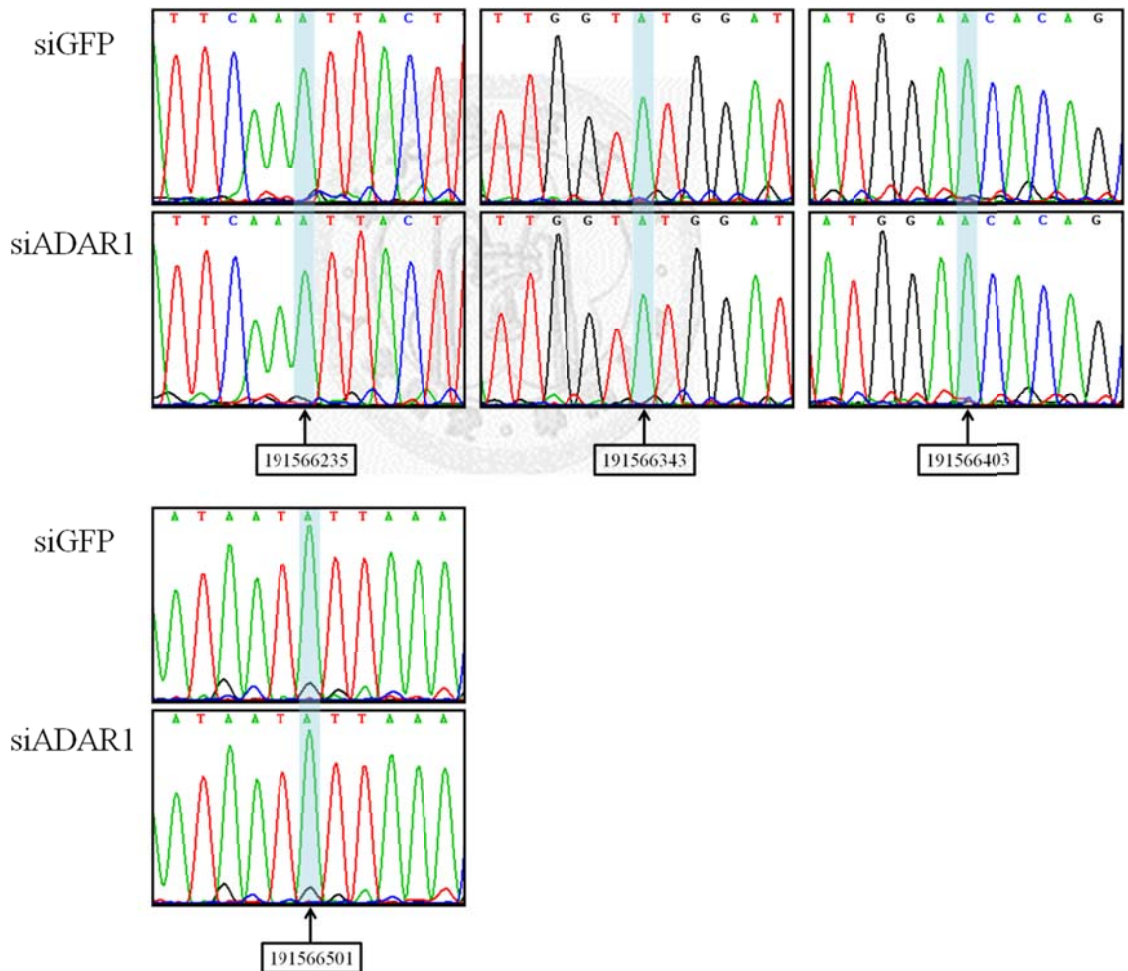 siGFP
T T C A A A T T A C T
T T G G T A T G G A T
A T G G A A C A C A G
siADAR1
T T C A A A T T A C T
T T G G T A T G G A T
A T G G A A C A C A G
191566235
191566343
191566403
siGFP
A T A A T A T T A A A
siADAR1
A T A A T A T T A A A
191566501